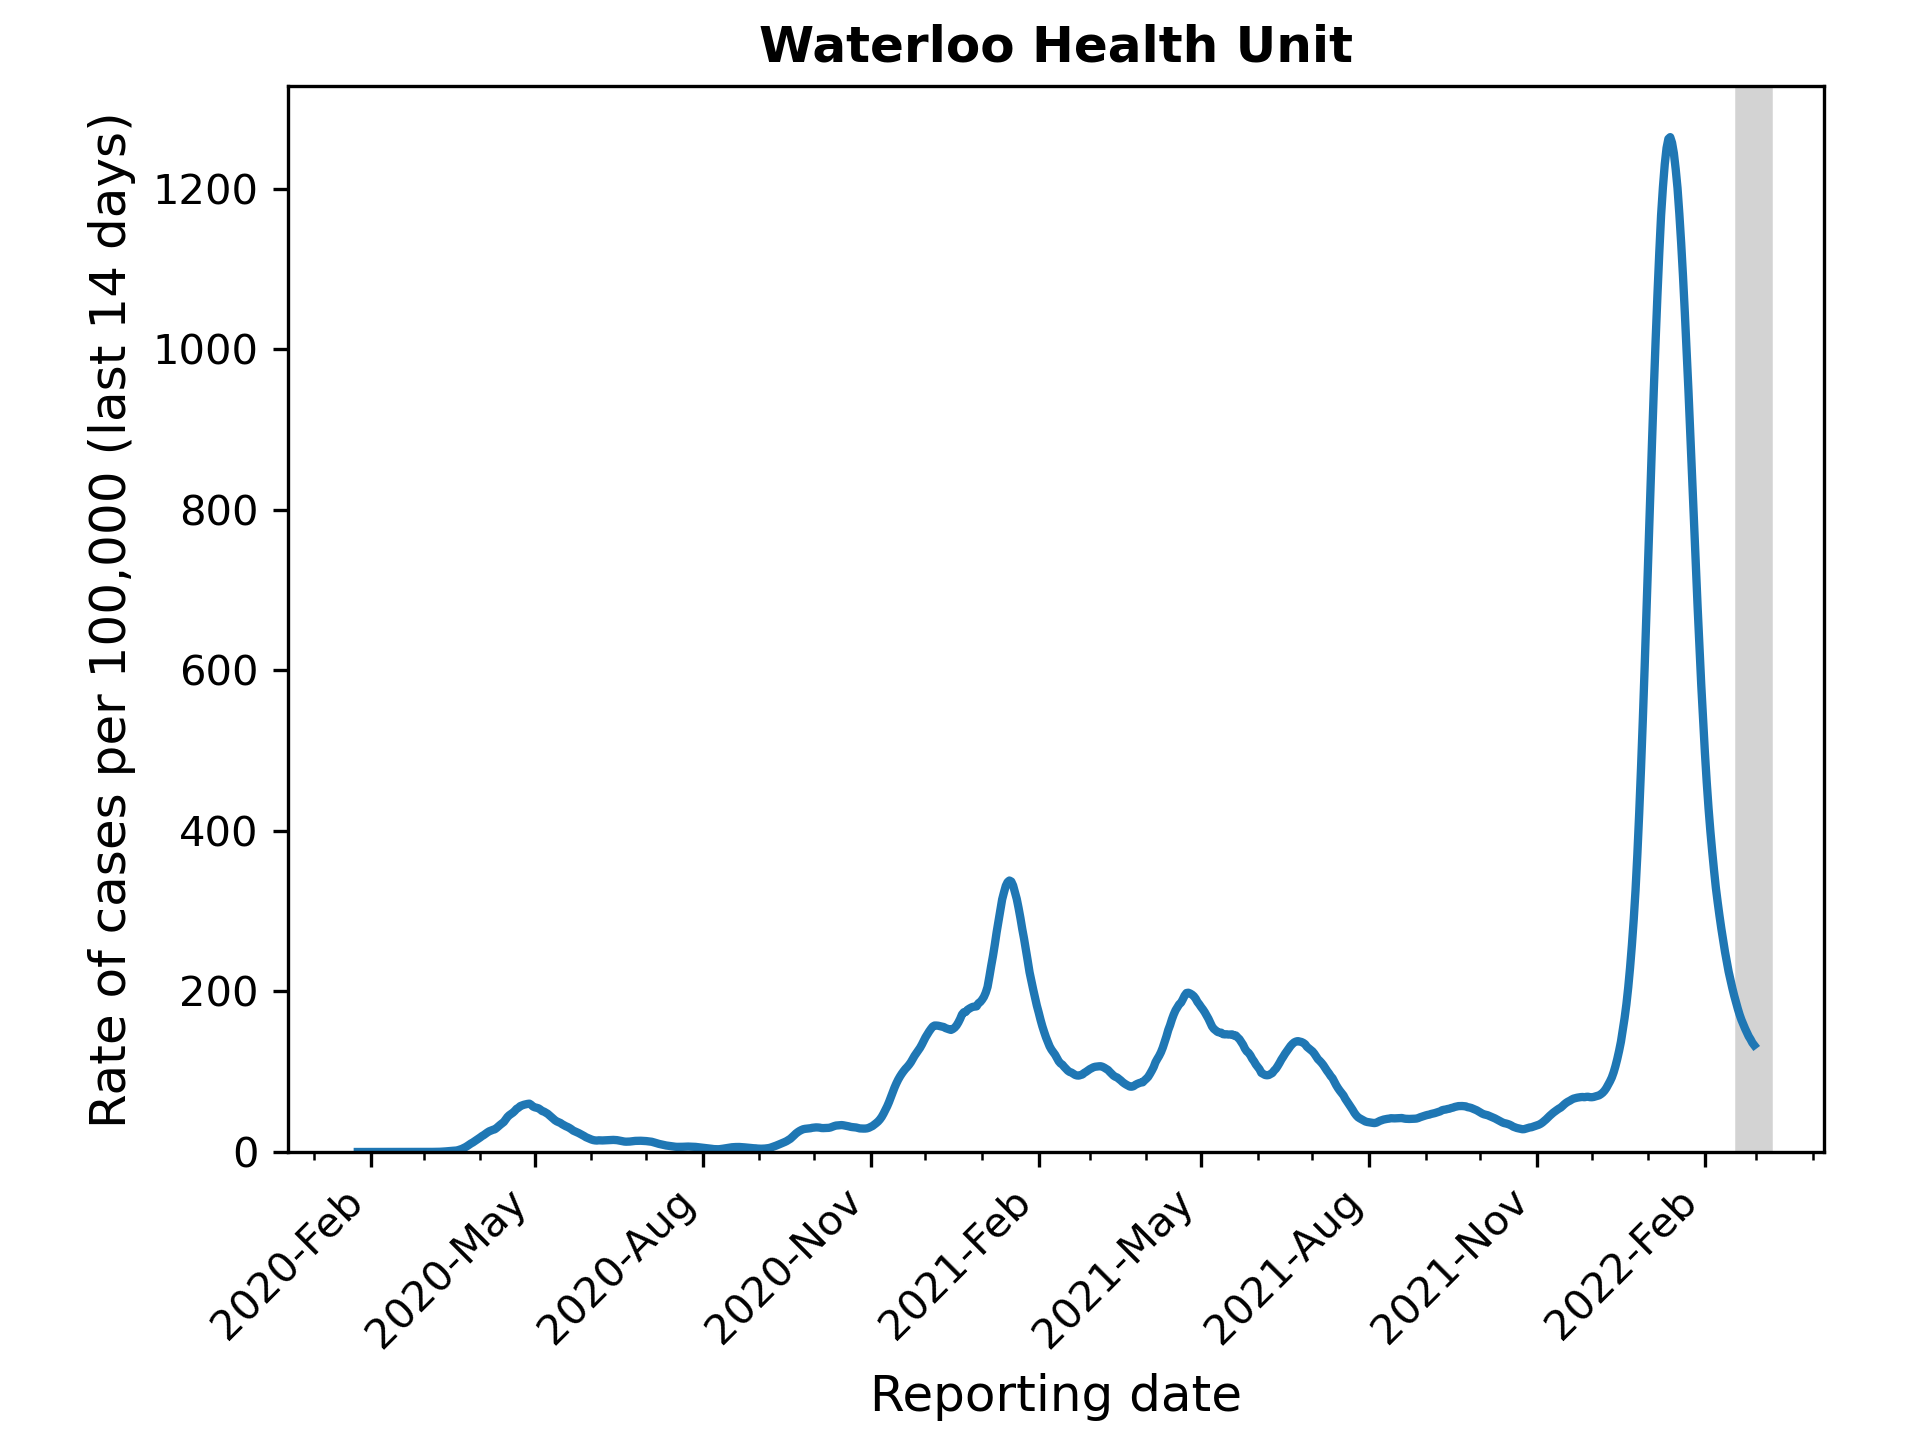 Waterloo Health Unit
Rate of cases per 100,000 (last 14 days)
1200
1000
800
600
400
200
0
2020-Feb
2020-May
2020-Aug
2020-Nov
2021-Feb
2021-May
2021-Aug
2021-Nov
2022-Feb
Reporting date